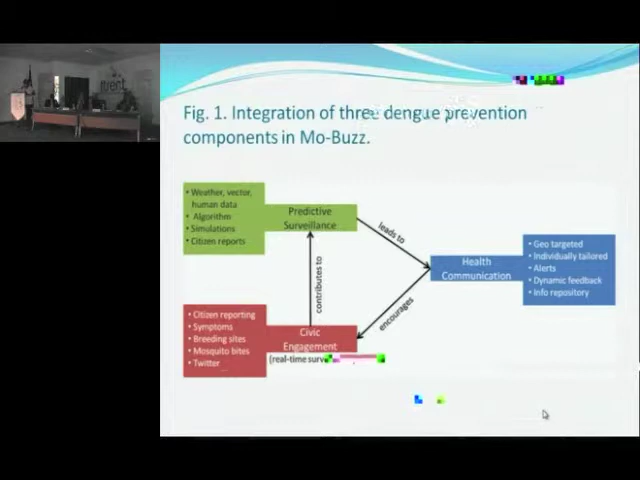 Fig. 1. Integration of three dengue prevention
components in Mo-Buzz.
• Weather, vector,
human data
• Algorithm
• Simulations
• Citizen reports
Predictive
Surveillance
leads to
Health
Communication
• Geo targeted
• Individually tailored
• Alerts
• Dynamic feedback
• Info repository
contributes to
encourages
• Citizen reporting
• Symptoms
• Breeding sites
• Mosquito bites
• Twitter
Civic
Engagement
(real-time